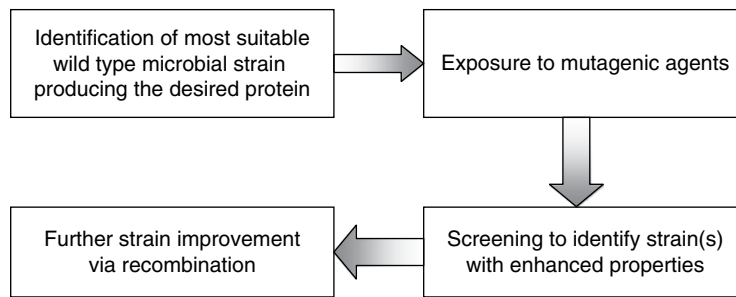 Identification of most suitable
wild type microbial strain
producing the desired protein
Exposure to mutagenic agents
Screening to identify strain(s)
with enhanced properties
Further strain improvement
via recombination